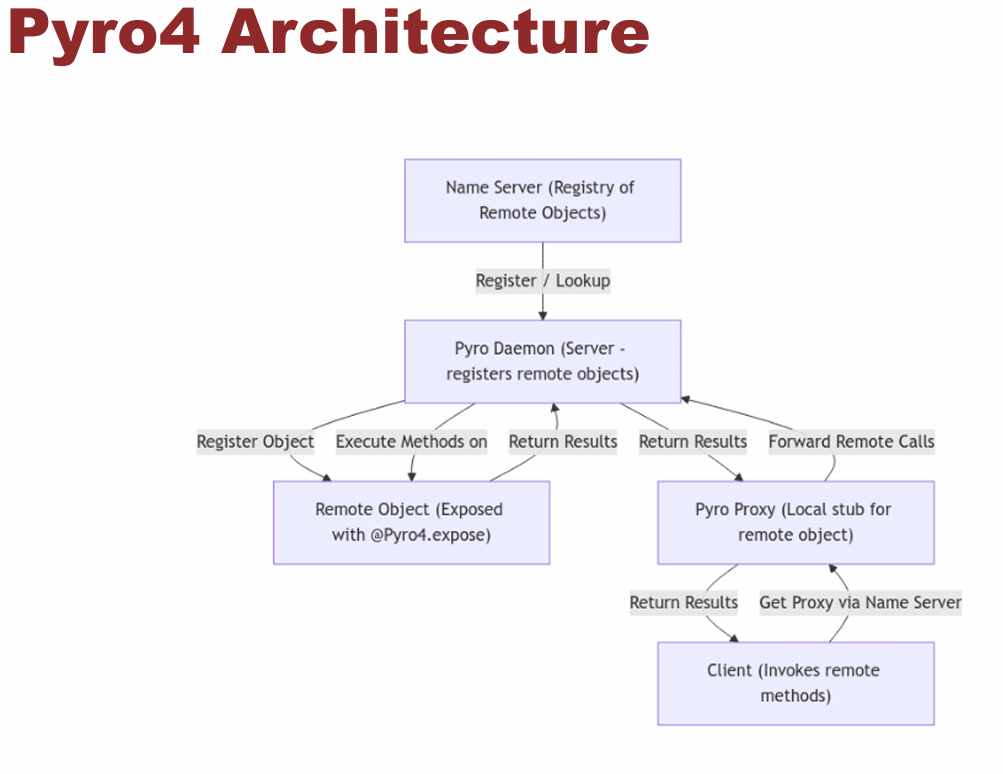 Pyro4 Architecture
Name Server (Registry of
Remote Objects)
Register / Lookup
Pyro Daemon (Server -
registers remote objects)
Register Object
Execute Methods on
Return Results
Return Results
Forward Remote Calls
Remote Object (Exposed
with @Pyro4.expose)
Pyro Proxy (Local stub for
remote object)
Return Results
Get Proxy via Name Server
Client (Invokes remote
methods)